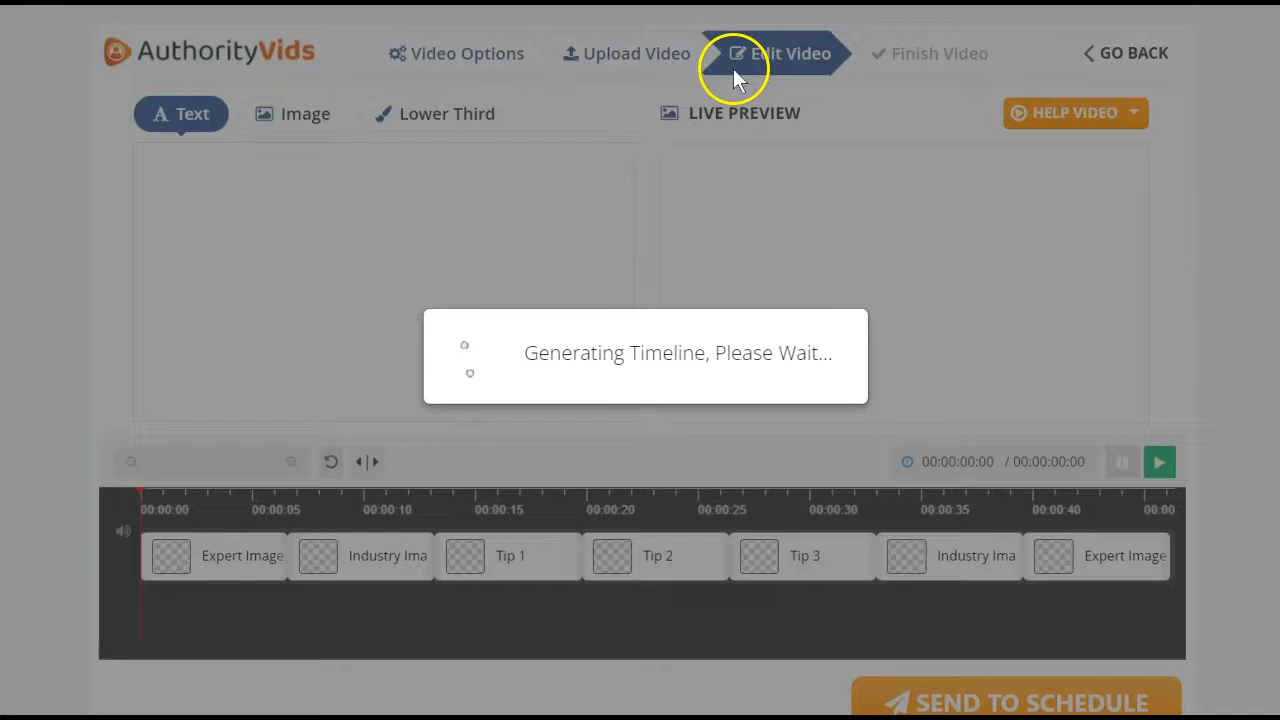 AuthorityVids
Video Options
Upload Video
Edit Video
Finish Video
GO BACK
A Text
Image
Lower Third
LIVE PREVIEW
HELP VIDEO
Generating Timeline, Please Wait...
00:00:00:00 / 00:00:00:00
00:00:00 00:00:05 00:00:10 00:00:15 00:00:20 00:00:25 00:00:30 00:00:35 00:00:40 00:00
Expert Image
Industry Ima
Tip 1
Tip 2
Tip 3
Industry Ima
Expert Image
SEND TO SCHEDULE